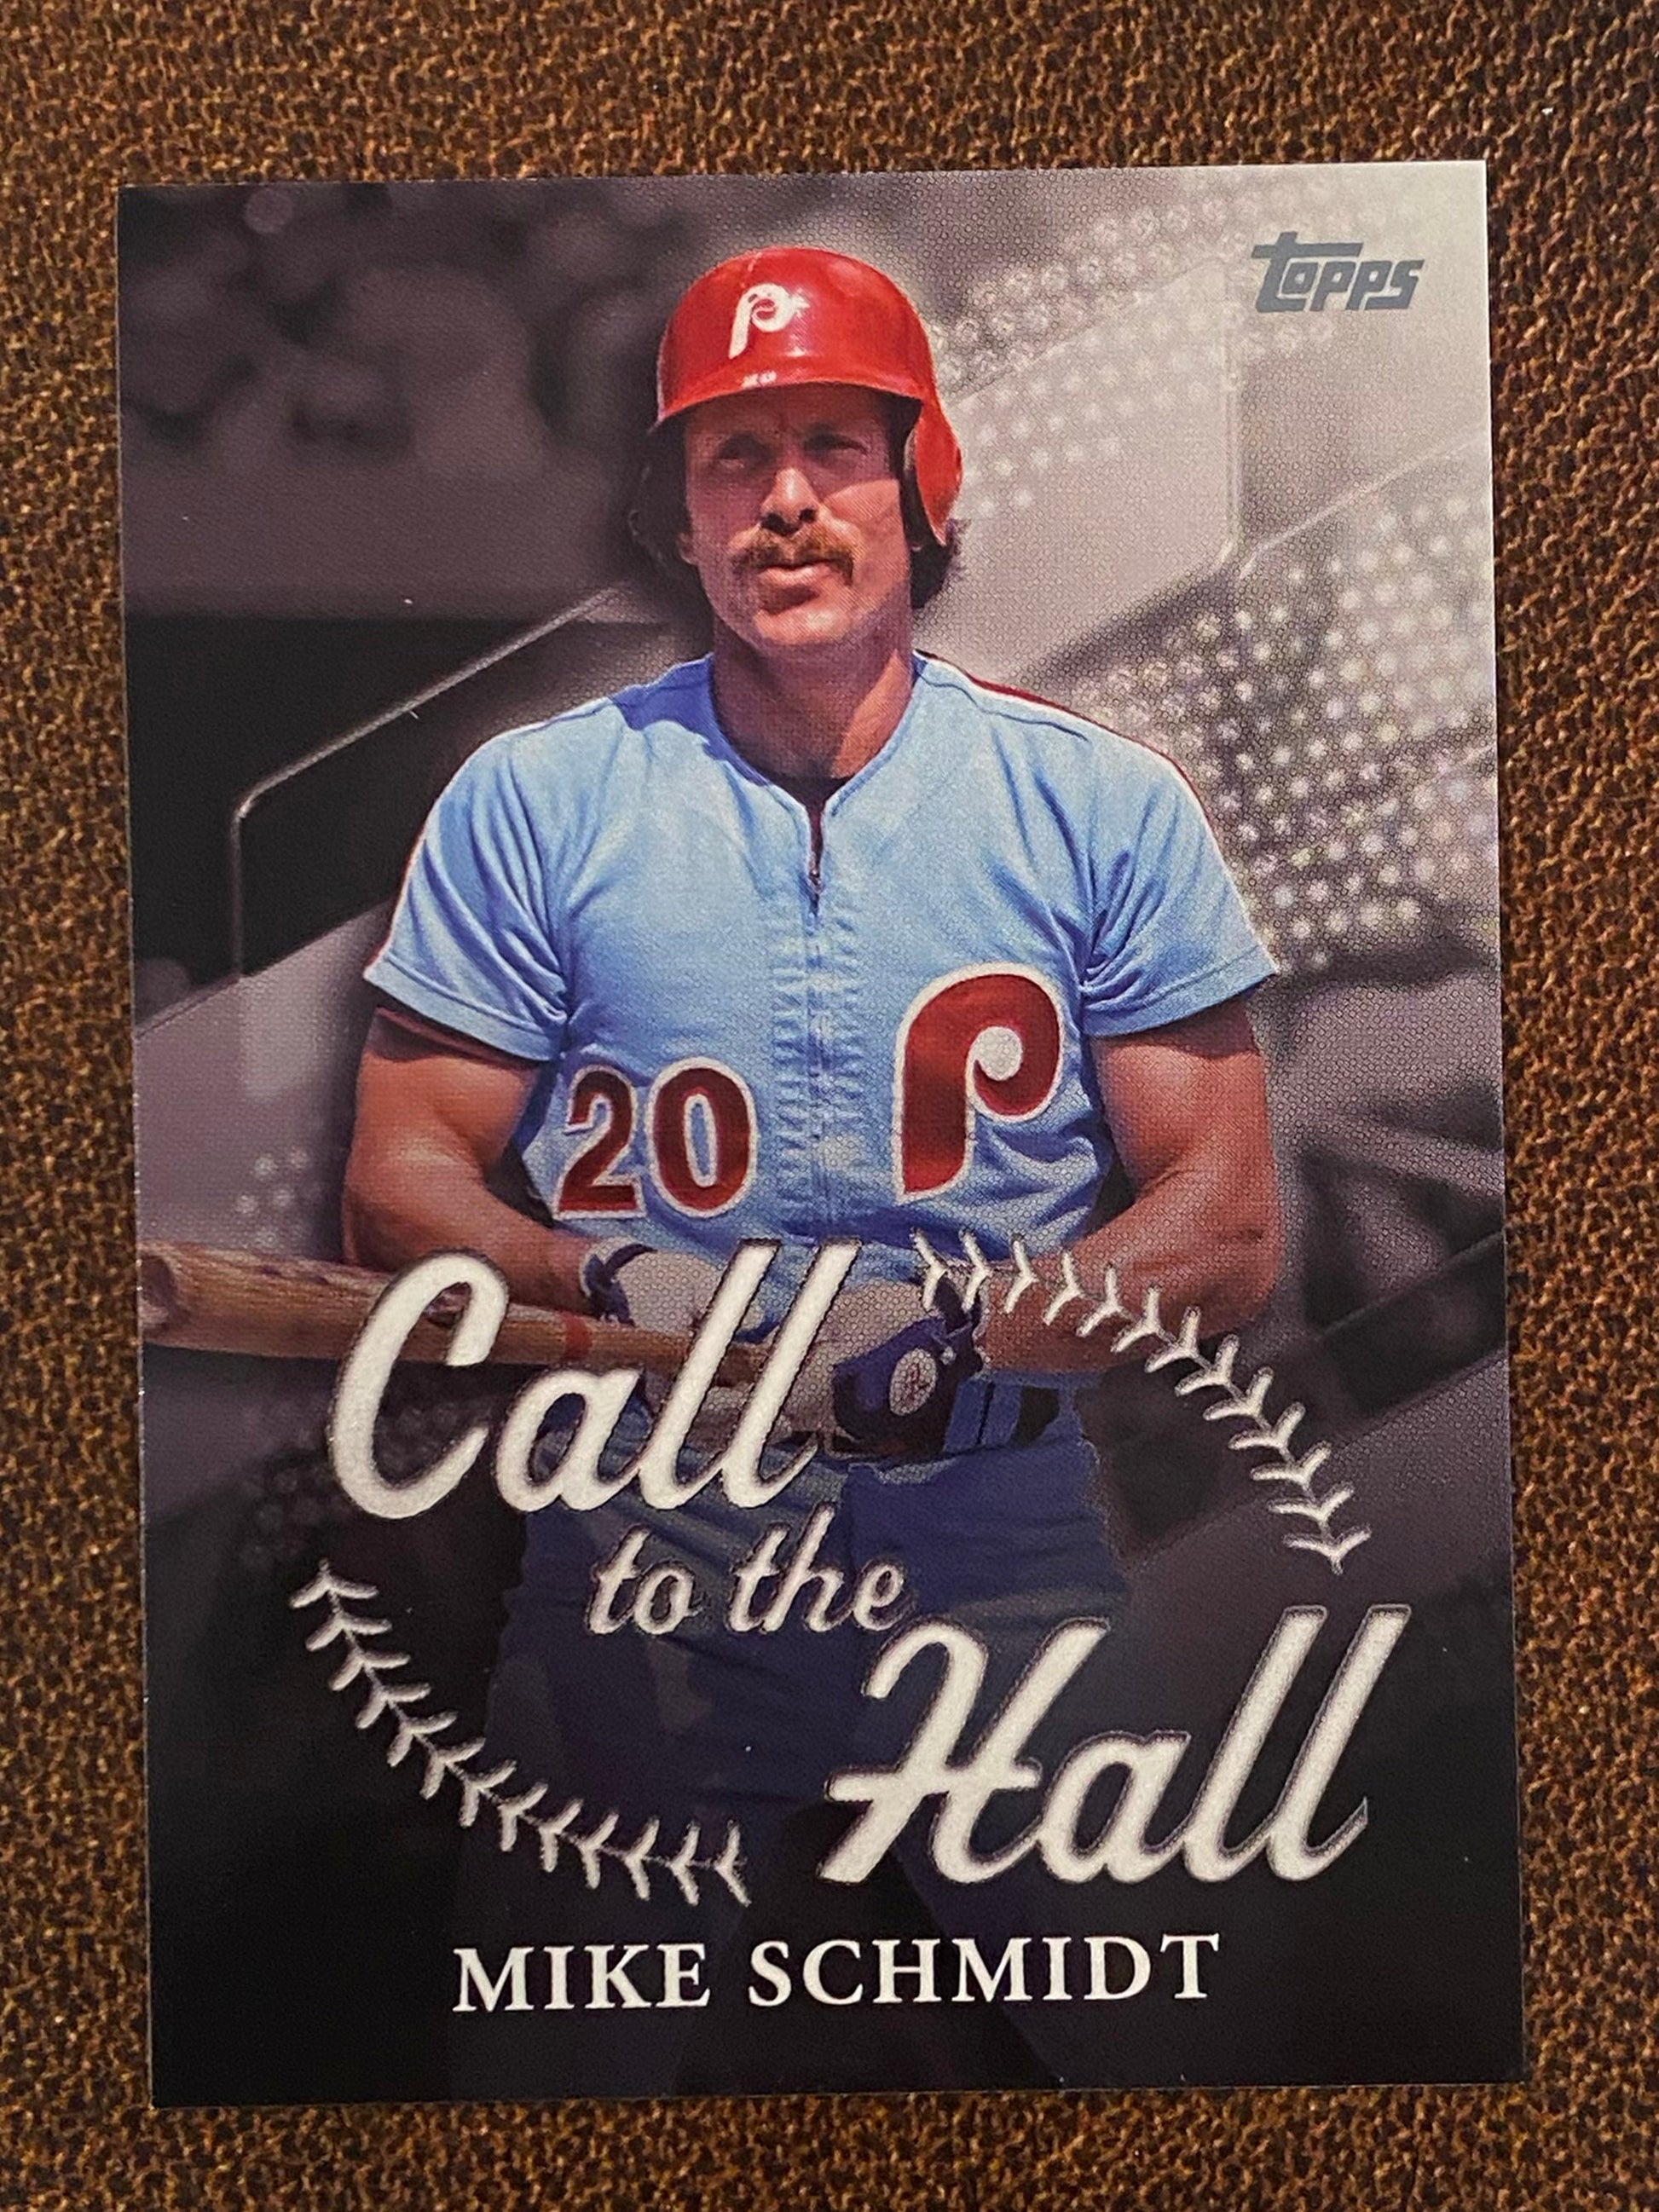 Topps
P
20 P
Call
to the
Hall
MIKE SCHMIDT